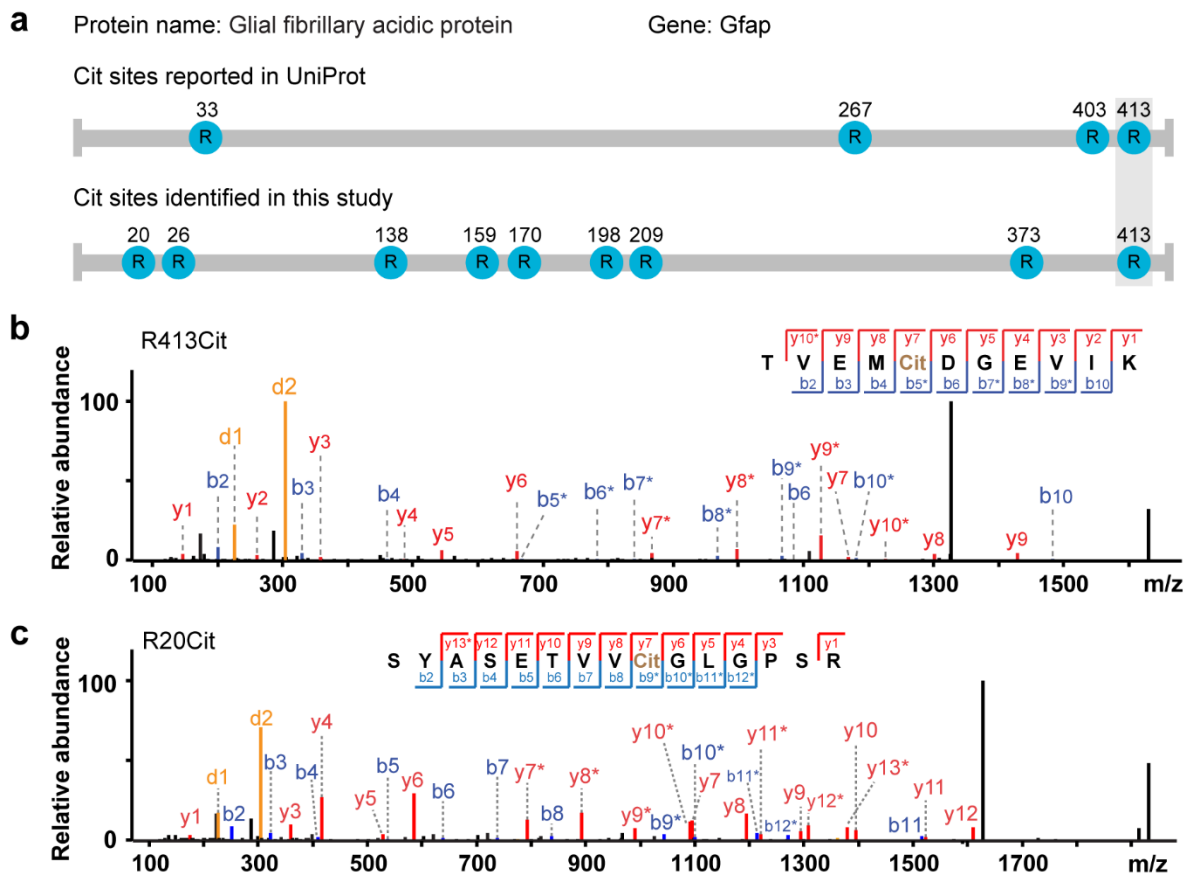 a
Protein name: Glial fibrillary acidic protein Gene: Gfap
Cit sites reported in UniProt
33 267 403 413
R R R R
Cit sites identified in this study
20 26 138 159 170 198 209 373 413
R R R R R R R R R
b
R413Cit
y10* y9 y8 y7 y6 y5 y4 y3 y2 y1
T V E M Cit D G E V I K
b2 b3 b4 b5* b6 b7* b8* b9* b10
Relative abundance
100
0
y1 b2 d1 y2 d2 b3 y3 b4 y4 y5 y6 b5* b6* b7* y7* b8* y8* b9* b6 y9* y7 b10* y10* y8 y9 b10
100 300 500 700 900 1100 1300 1500 m/z
c
R20Cit
y13* y12 y11 y10 y9 y8 y7 y6 y5 y4 y3 y1
S Y A S E T V V Cit G L G P S R
b2 b3 b4 b5 b6 b7 b8 b9* b10* b11* b12*
Relative abundance
100
0
y1 d1 b2 d2 b3 y3 b4 y4 y5 b5 y6 b6 b7 y7* b8 y8* y9* b9* y10* b10* y7 y8 b11* y11* b12* y9 y12* y13* y10 b11 y11 y12
100 300 500 700 900 1100 1300 1500 1700 m/z